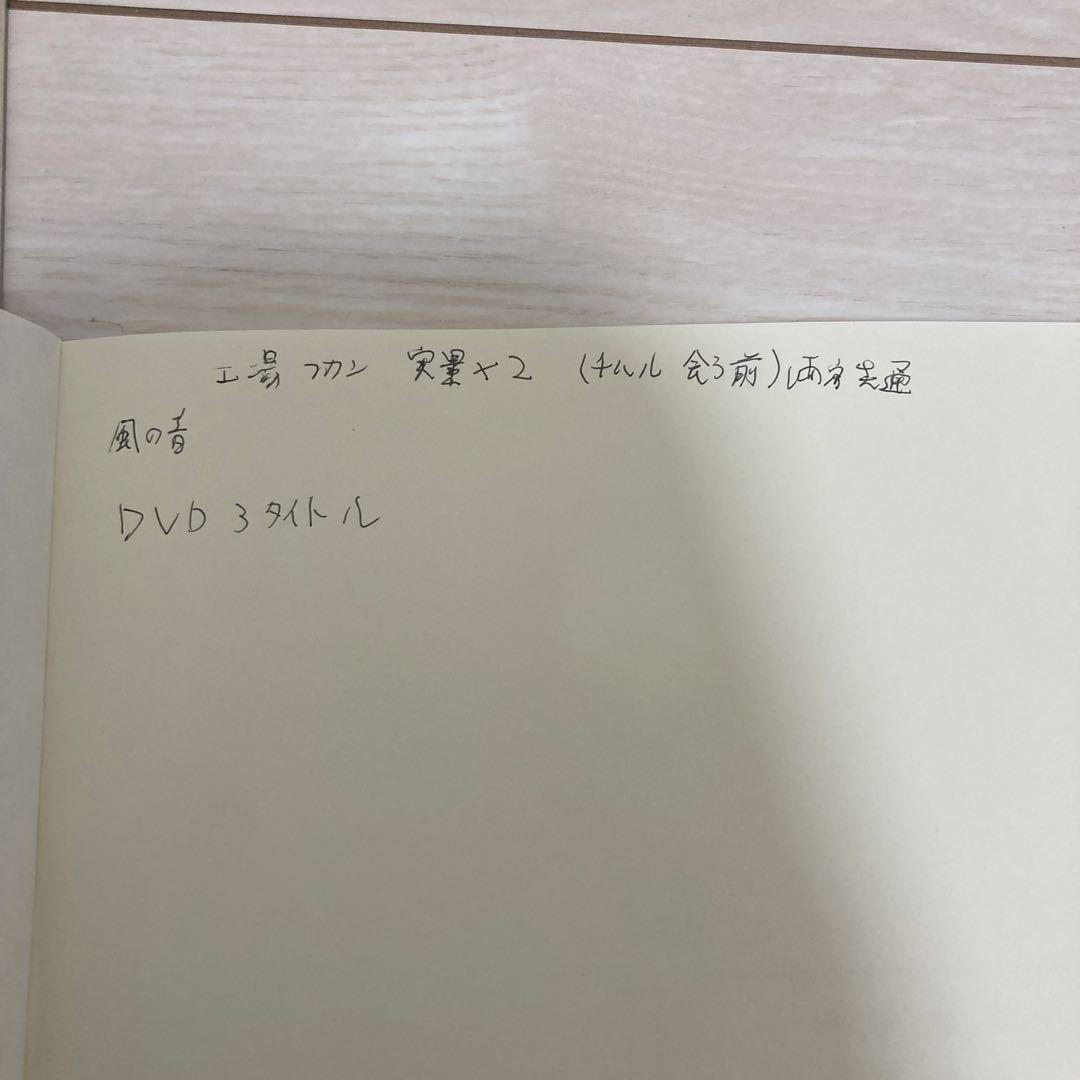 工場 フカン 実景×2 (チルル 会う前) 両方共通
風の音
DVD 3タイトル